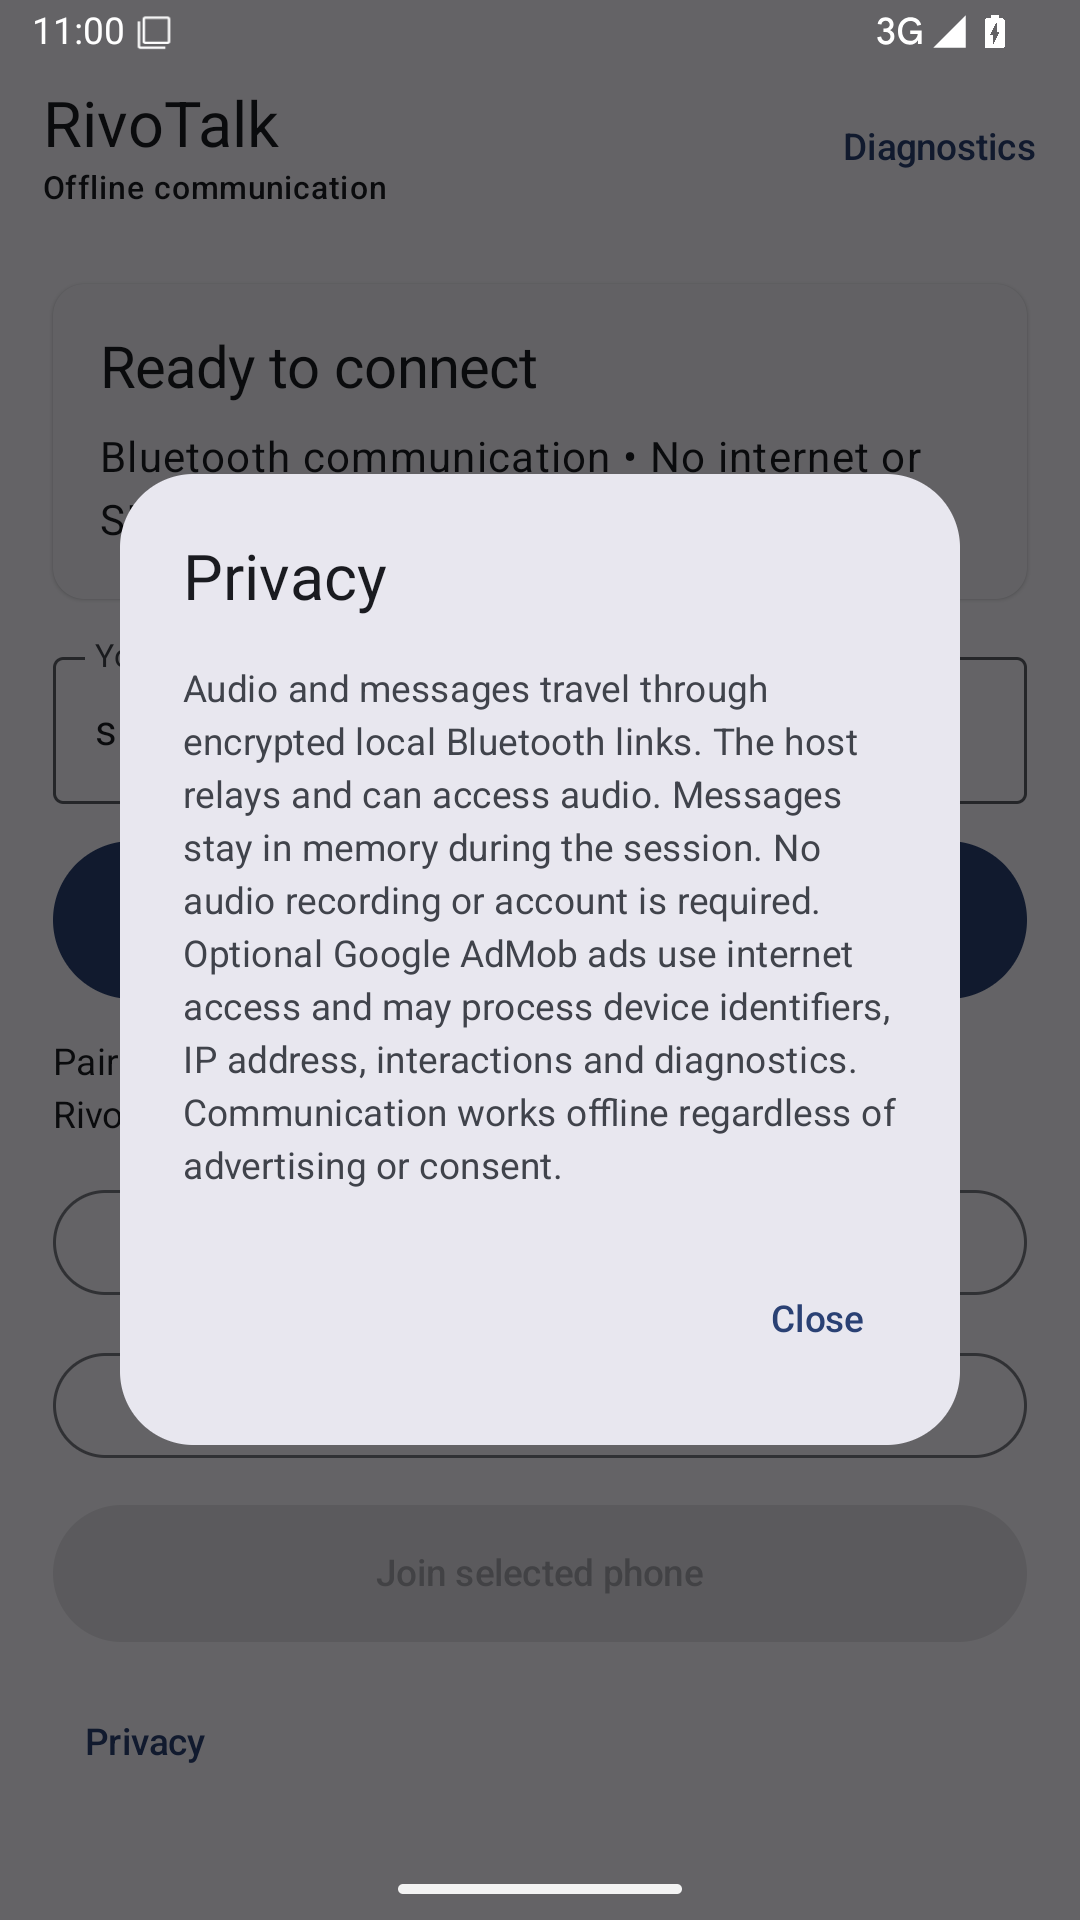 11:00
3G
RivoTalk
Diagnostics
Offline communication
Ready to connect
Bluetooth communication • No internet or
Privacy
Audio and messages travel through
encrypted local Bluetooth links. The host
relays and can access audio. Messages
stay in memory during the session. No
audio recording or account is required.
Optional Google AdMob ads use internet
access and may process device identifiers,
IP address, interactions and diagnostics.
Communication works offline regardless of
advertising or consent.
Close
Pair
Join selected phone
Privacy